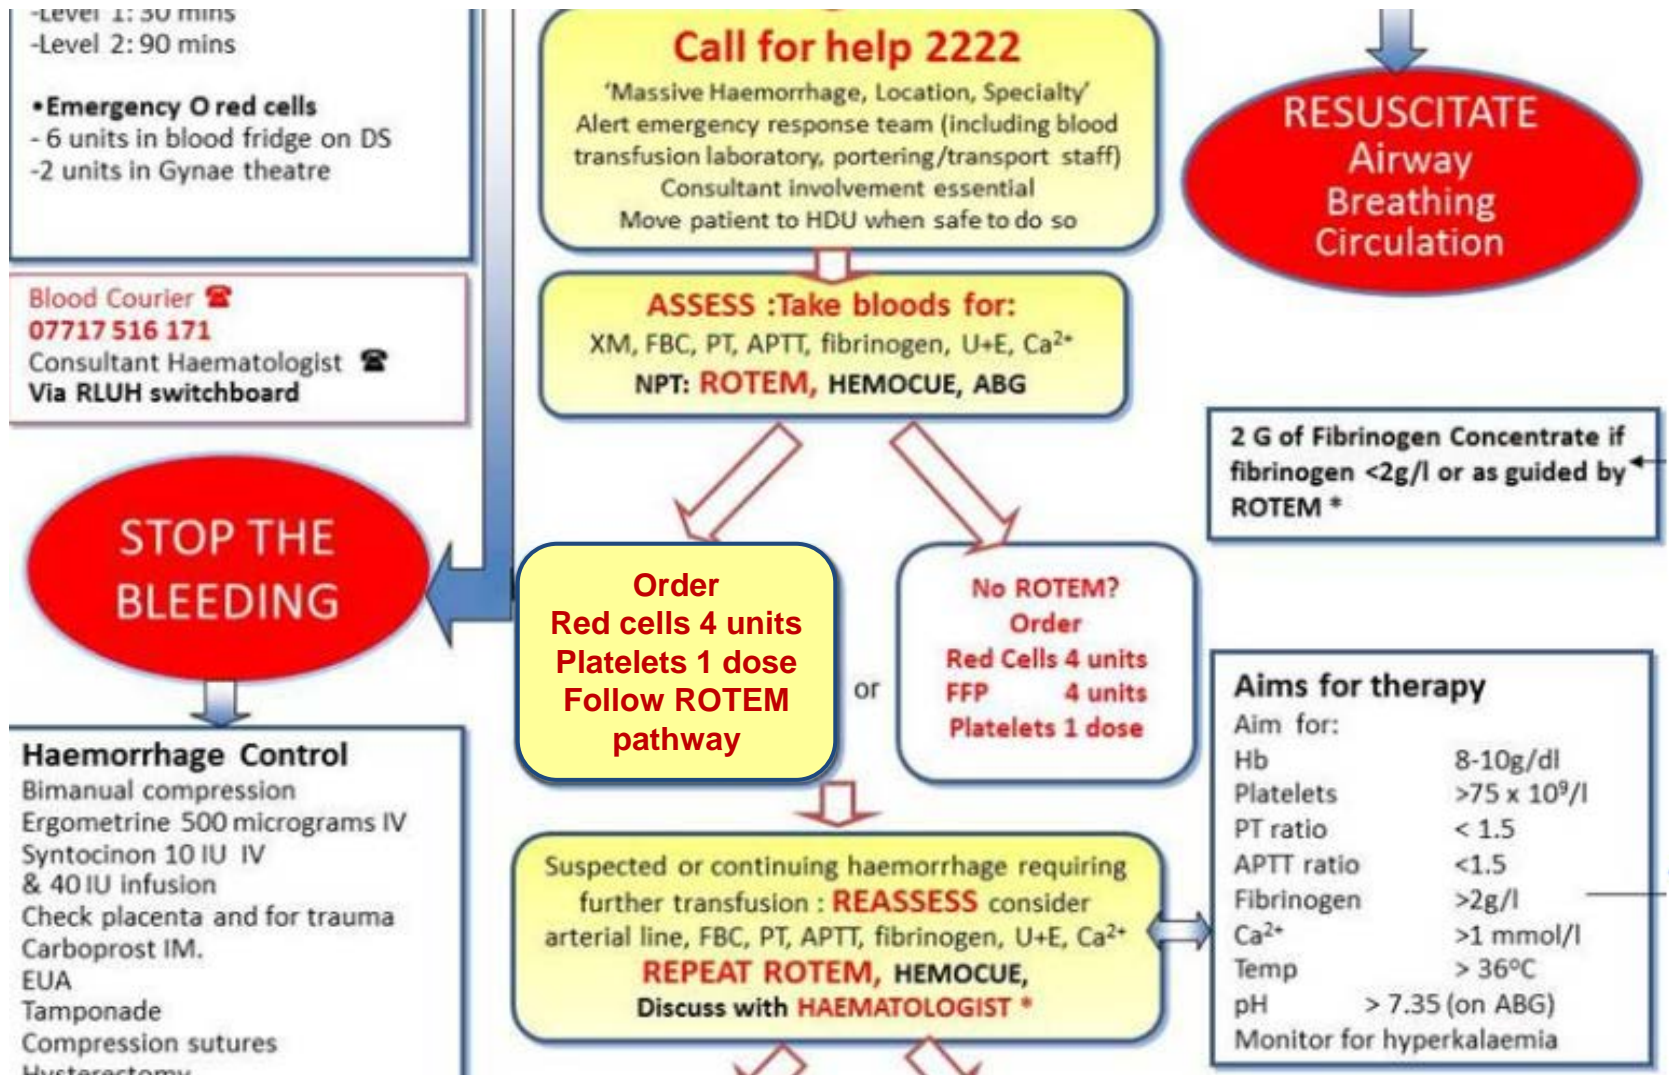 -Level 1: 30 mins
-Level 2: 90 mins
•Emergency O red cells
- 6 units in blood fridge on DS
-2 units in Gynae theatre
Blood Courier ☎
07717 516 171
Consultant Haematologist ☎
Via RLUH switchboard
STOP THE
BLEEDING
Haemorrhage Control
Bimanual compression
Ergometrine 500 micrograms IV
Syntocinon 10 IU IV
& 40 IU infusion
Check placenta and for trauma
Carboprost IM.
EUA
Tamponade
Compression sutures
Hysterectomy
Call for help 2222
‘Massive Haemorrhage, Location, Specialty’
Alert emergency response team (including blood
transfusion laboratory, portering/transport staff)
Consultant involvement essential
Move patient to HDU when safe to do so
ASSESS :Take bloods for:
XM, FBC, PT, APTT, fibrinogen, U+E, Ca²⁺
NPT: ROTEM, HEMOCUE, ABG
Order
Red cells 4 units
Platelets 1 dose
Follow ROTEM
pathway
or
No ROTEM?
Order
Red Cells 4 units
FFP 4 units
Platelets 1 dose
Suspected or continuing haemorrhage requiring
further transfusion : REASSESS consider
arterial line, FBC, PT, APTT, fibrinogen, U+E, Ca²⁺
REPEAT ROTEM, HEMOCUE,
Discuss with HAEMATOLOGIST *
RESUSCITATE
Airway
Breathing
Circulation
2 G of Fibrinogen Concentrate if
fibrinogen <2g/l or as guided by
ROTEM *
Aims for therapy
Aim for:
Hb 8-10g/dl
Platelets >75 x 10⁹/l
PT ratio < 1.5
APTT ratio <1.5
Fibrinogen >2g/l
Ca²⁺ >1 mmol/l
Temp > 36ºC
pH > 7.35 (on ABG)
Monitor for hyperkalaemia